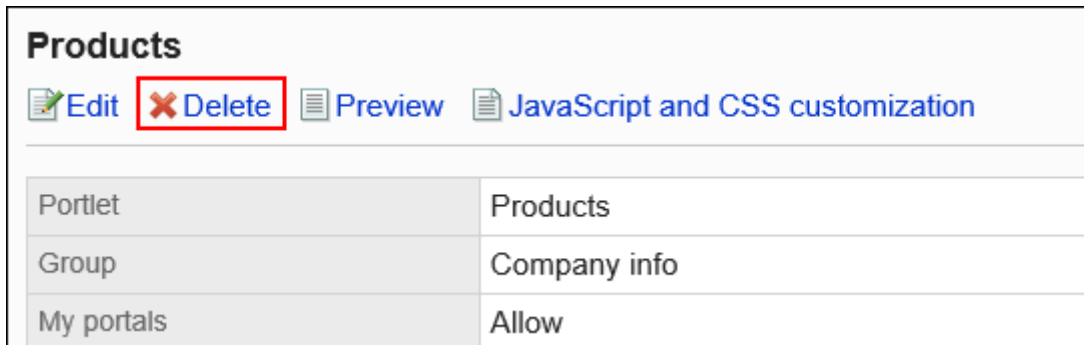 Products
Edit Delete Preview JavaScript and CSS customization
Portlet Products
Group Company info
My portals Allow